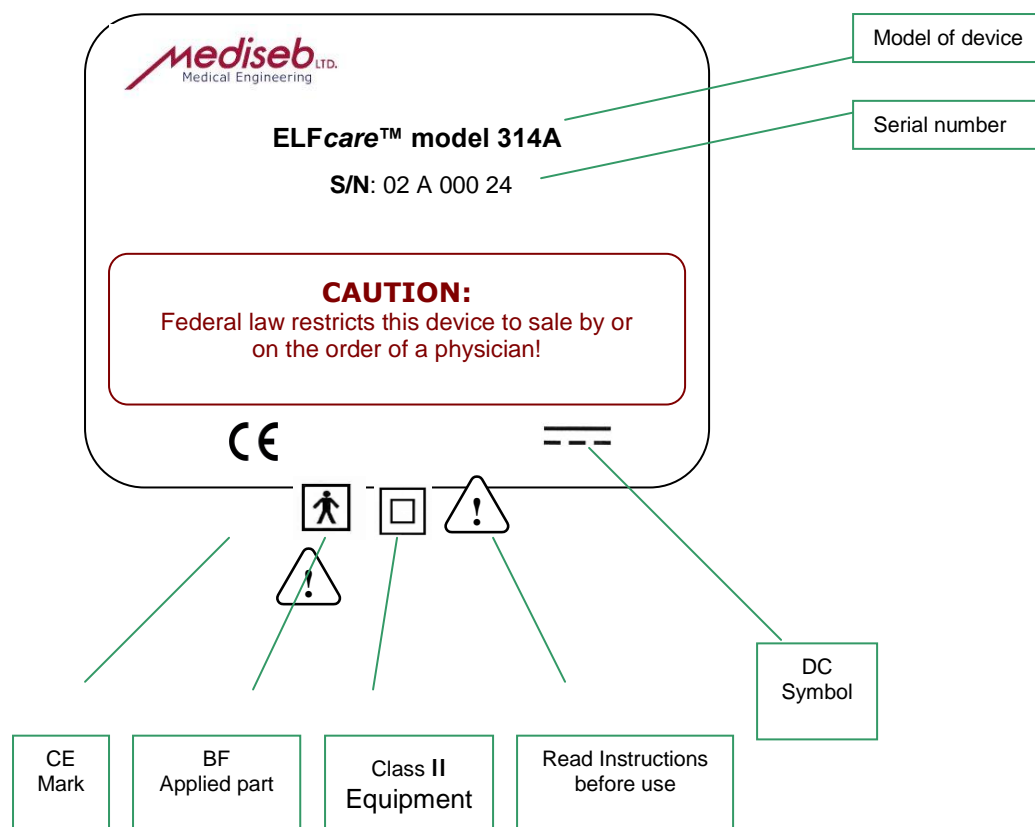 Mediseb LTD.
Medical Engineering
Model of device
ELFcare™ model 314A
Serial number
S/N: 02 A 000 24
CAUTION:
Federal law restricts this device to sale by or
on the order of a physician!
CE
!
!
DC
Symbol
CE
Mark
BF
Applied part
Class II
Equipment
Read Instructions
before use